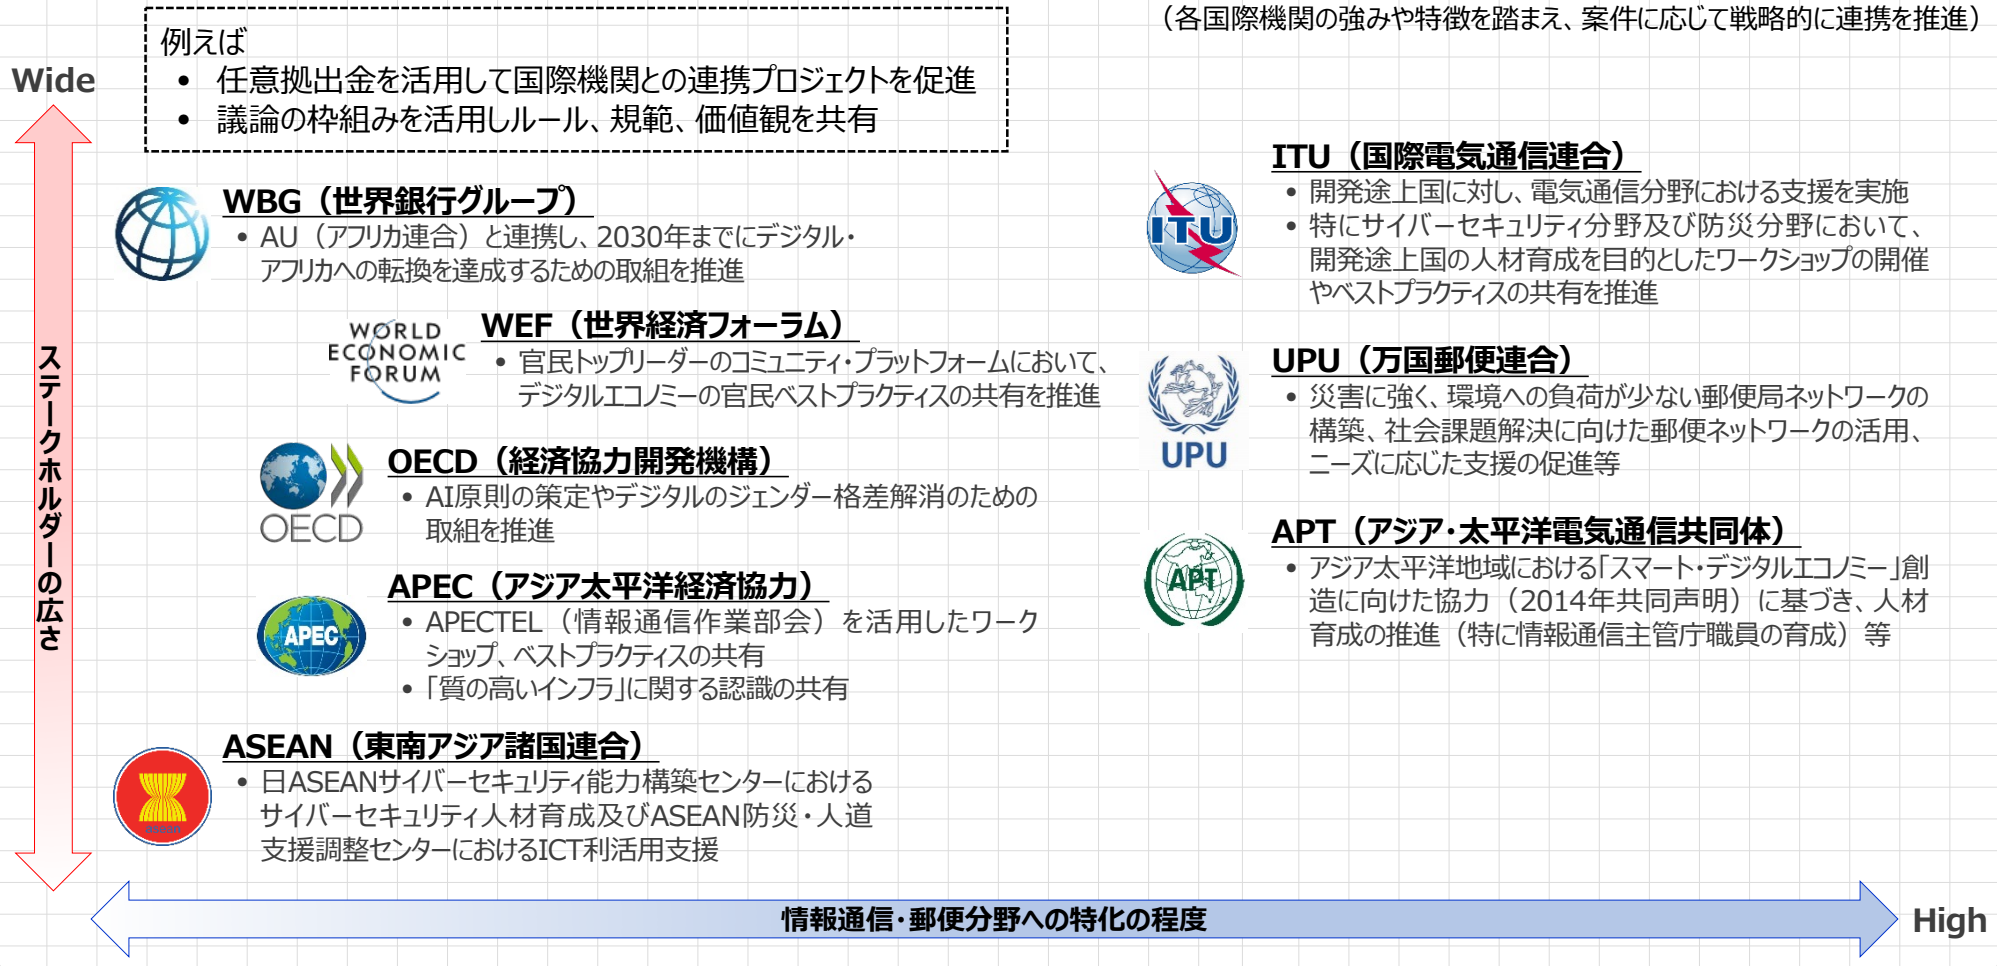 （各国際機関の強みや特徴を踏まえ、案件に応じて戦略的に連携を推進）
例えば
• 任意拠出金を活用して国際機関との連携プロジェクトを促進
• 議論の枠組みを活用しルール、規範、価値観を共有
Wide
ステークホルダーの広さ
WBG（世界銀行グループ）
• AU（アフリカ連合）と連携し、2030年までにデジタル・
アフリカへの転換を達成するための取組を推進
WORLD
ECONOMIC
FORUM
WEF（世界経済フォーラム）
• 官民トップリーダーのコミュニティ・プラットフォームにおいて、
デジタルエコノミーの官民ベストプラクティスの共有を推進
OECD
OECD（経済協力開発機構）
• AI原則の策定やデジタルのジェンダー格差解消のための
取組を推進
APEC
APEC（アジア太平洋経済協力）
• APECTEL（情報通信作業部会）を活用したワーク
ショップ、ベストプラクティスの共有
• 「質の高いインフラ」に関する認識の共有
asean
ASEAN（東南アジア諸国連合）
• 日ASEANサイバーセキュリティ能力構築センターにおける
サイバーセキュリティ人材育成及びASEAN防災・人道
支援調整センターにおけるICT利活用支援
ITU
ITU（国際電気通信連合）
• 開発途上国に対し、電気通信分野における支援を実施
• 特にサイバーセキュリティ分野及び防災分野において、
開発途上国の人材育成を目的としたワークショップの開催
やベストプラクティスの共有を推進
UPU
UPU（万国郵便連合）
• 災害に強く、環境への負荷が少ない郵便局ネットワークの
構築、社会課題解決に向けた郵便ネットワークの活用、
ニーズに応じた支援の促進等
APT
APT（アジア・太平洋電気通信共同体）
• アジア太平洋地域における「スマート・デジタルエコノミー」創
造に向けた協力（2014年共同声明）に基づき、人材
育成の推進（特に情報通信主管庁職員の育成）等
情報通信・郵便分野への特化の程度
High